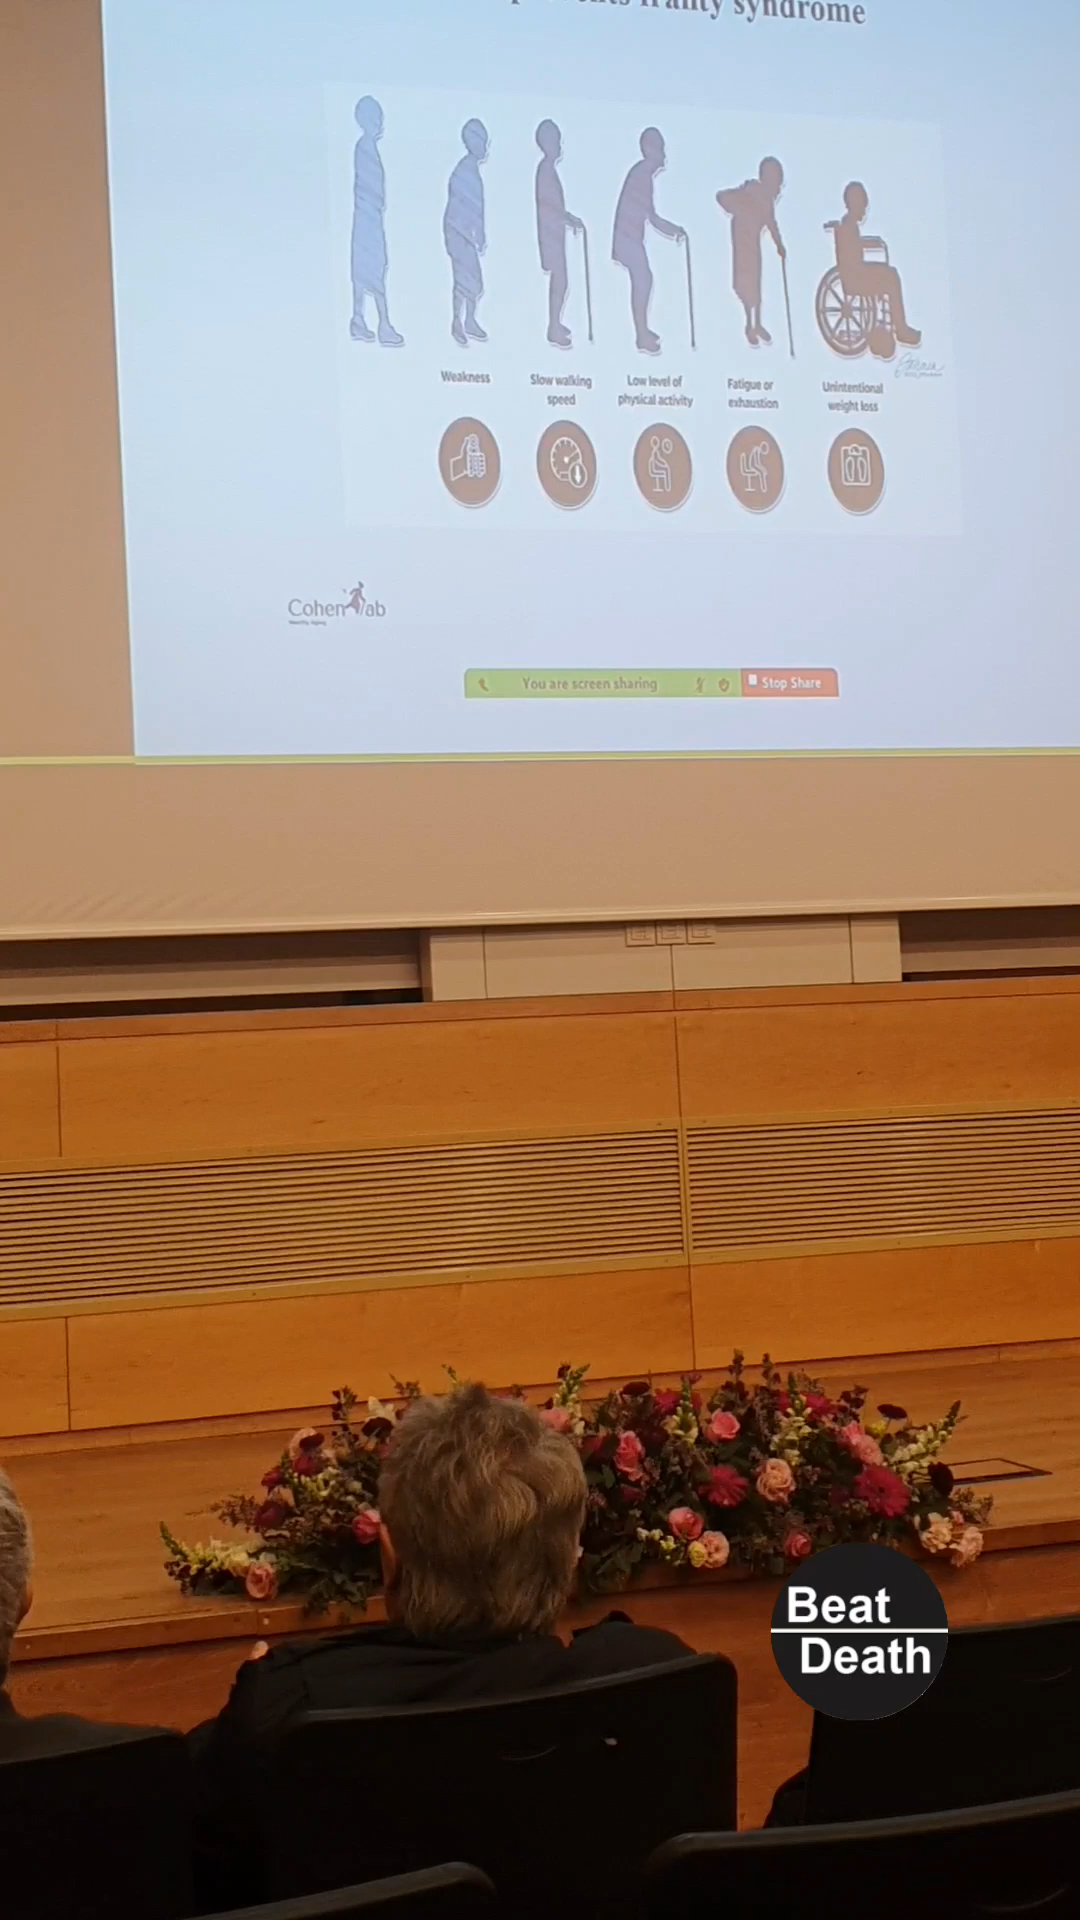 syndrome
Weakness
Slow walking
speed
Low level of
physical activity
Fatigue or
exhaustion
Unintentional
weight loss
Cohen Lab
You are screen sharing
Stop Share
Beat
Death